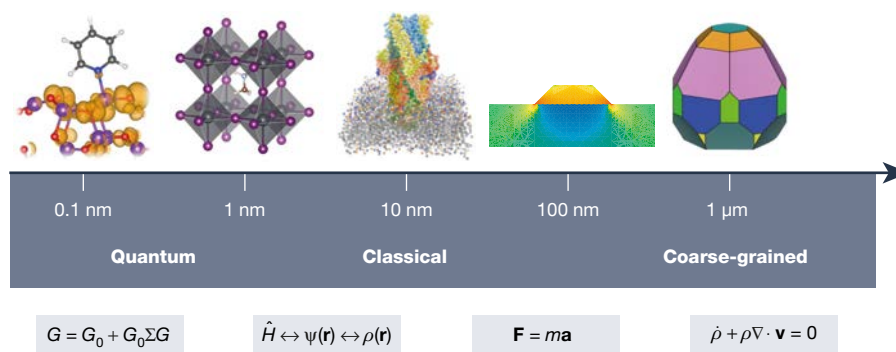 0.1 nm 1 nm 10 nm 100 nm 1 μm
Quantum Classical Coarse-grained
G = G₀ + G₀ΣG Ĥ ↔ ψ(r) ↔ ρ(r) F = ma ρ̇ + ρ∇· v = 0